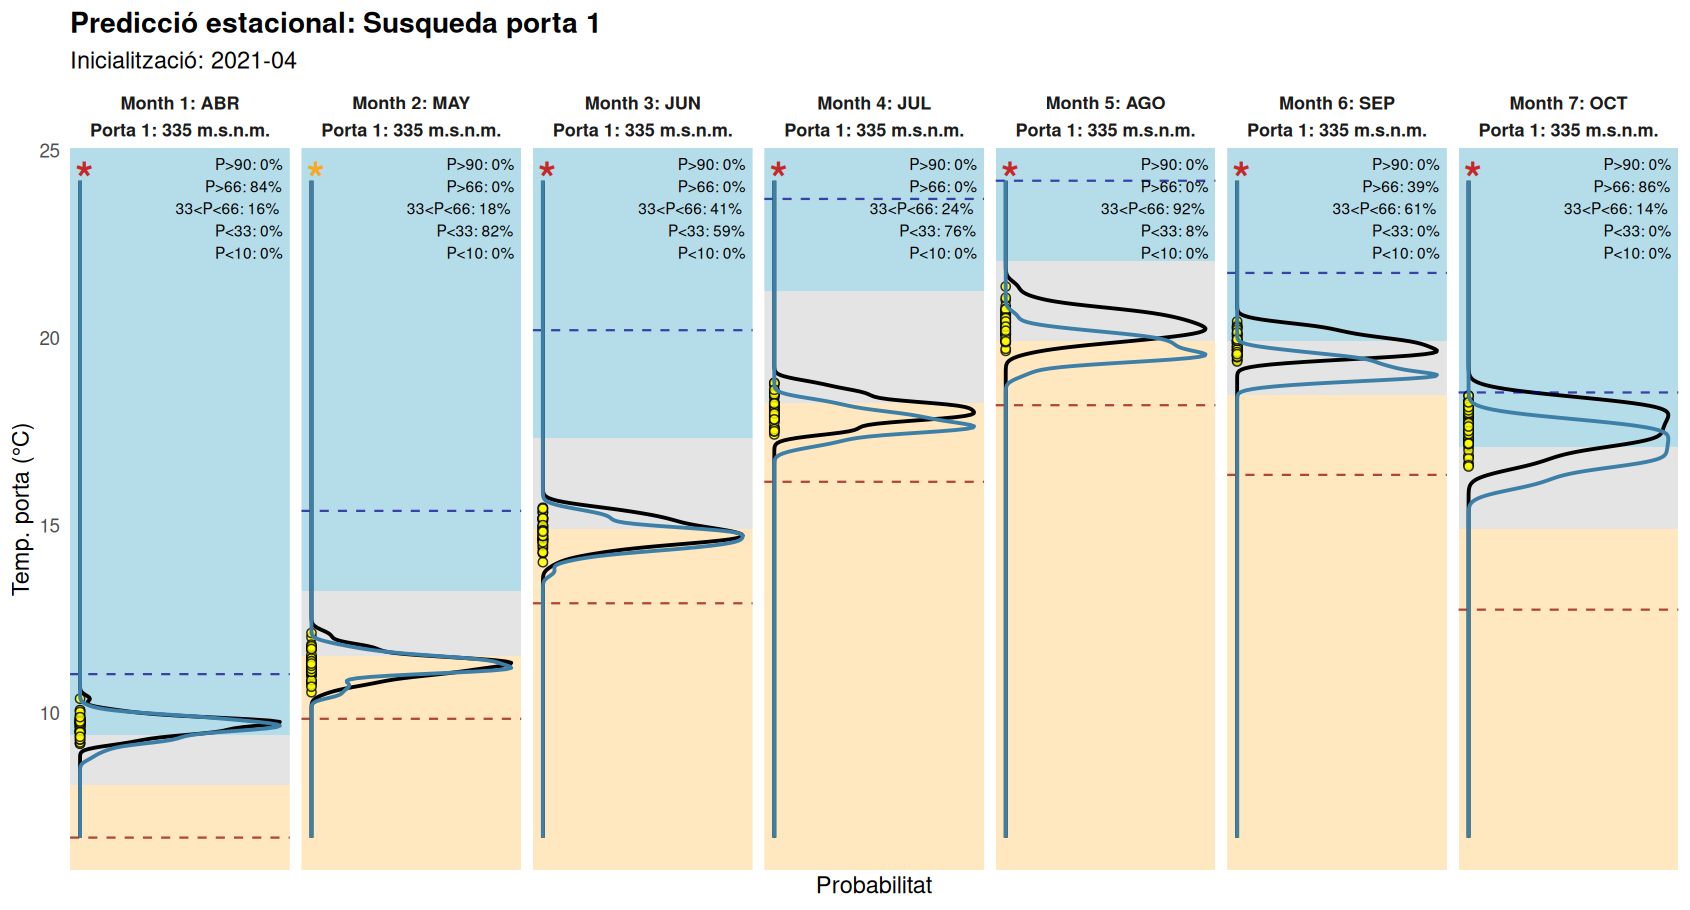 Predicció estacional: Susqueda porta 1
Inicialització: 2021-04
Month 1: ABR
Porta 1: 335 m.s.n.m.
Month 2: MAY
Porta 1: 335 m.s.n.m.
Month 3: JUN
Porta 1: 335 m.s.n.m.
Month 4: JUL
Porta 1: 335 m.s.n.m.
Month 5: AGO
Porta 1: 335 m.s.n.m.
Month 6: SEP
Porta 1: 335 m.s.n.m.
Month 7: OCT
Porta 1: 335 m.s.n.m.
Temp. porta (°C)
25
20
15
10
*
P>90: 0%
P>66: 84%
33<P<66: 16%
P<33: 0%
P<10: 0%
*
P>90: 0%
P>66: 0%
33<P<66: 18%
P<33: 82%
P<10: 0%
*
P>90: 0%
P>66: 0%
33<P<66: 41%
P<33: 59%
P<10: 0%
*
P>90: 0%
P>66: 0%
33<P<66: 24%
P<33: 76%
P<10: 0%
*
P>90: 0%
P>66: 0%
33<P<66: 92%
P<33: 8%
P<10: 0%
*
P>90: 0%
P>66: 39%
33<P<66: 61%
P<33: 0%
P<10: 0%
*
P>90: 0%
P>66: 86%
33<P<66: 14%
P<33: 0%
P<10: 0%
Probabilitat